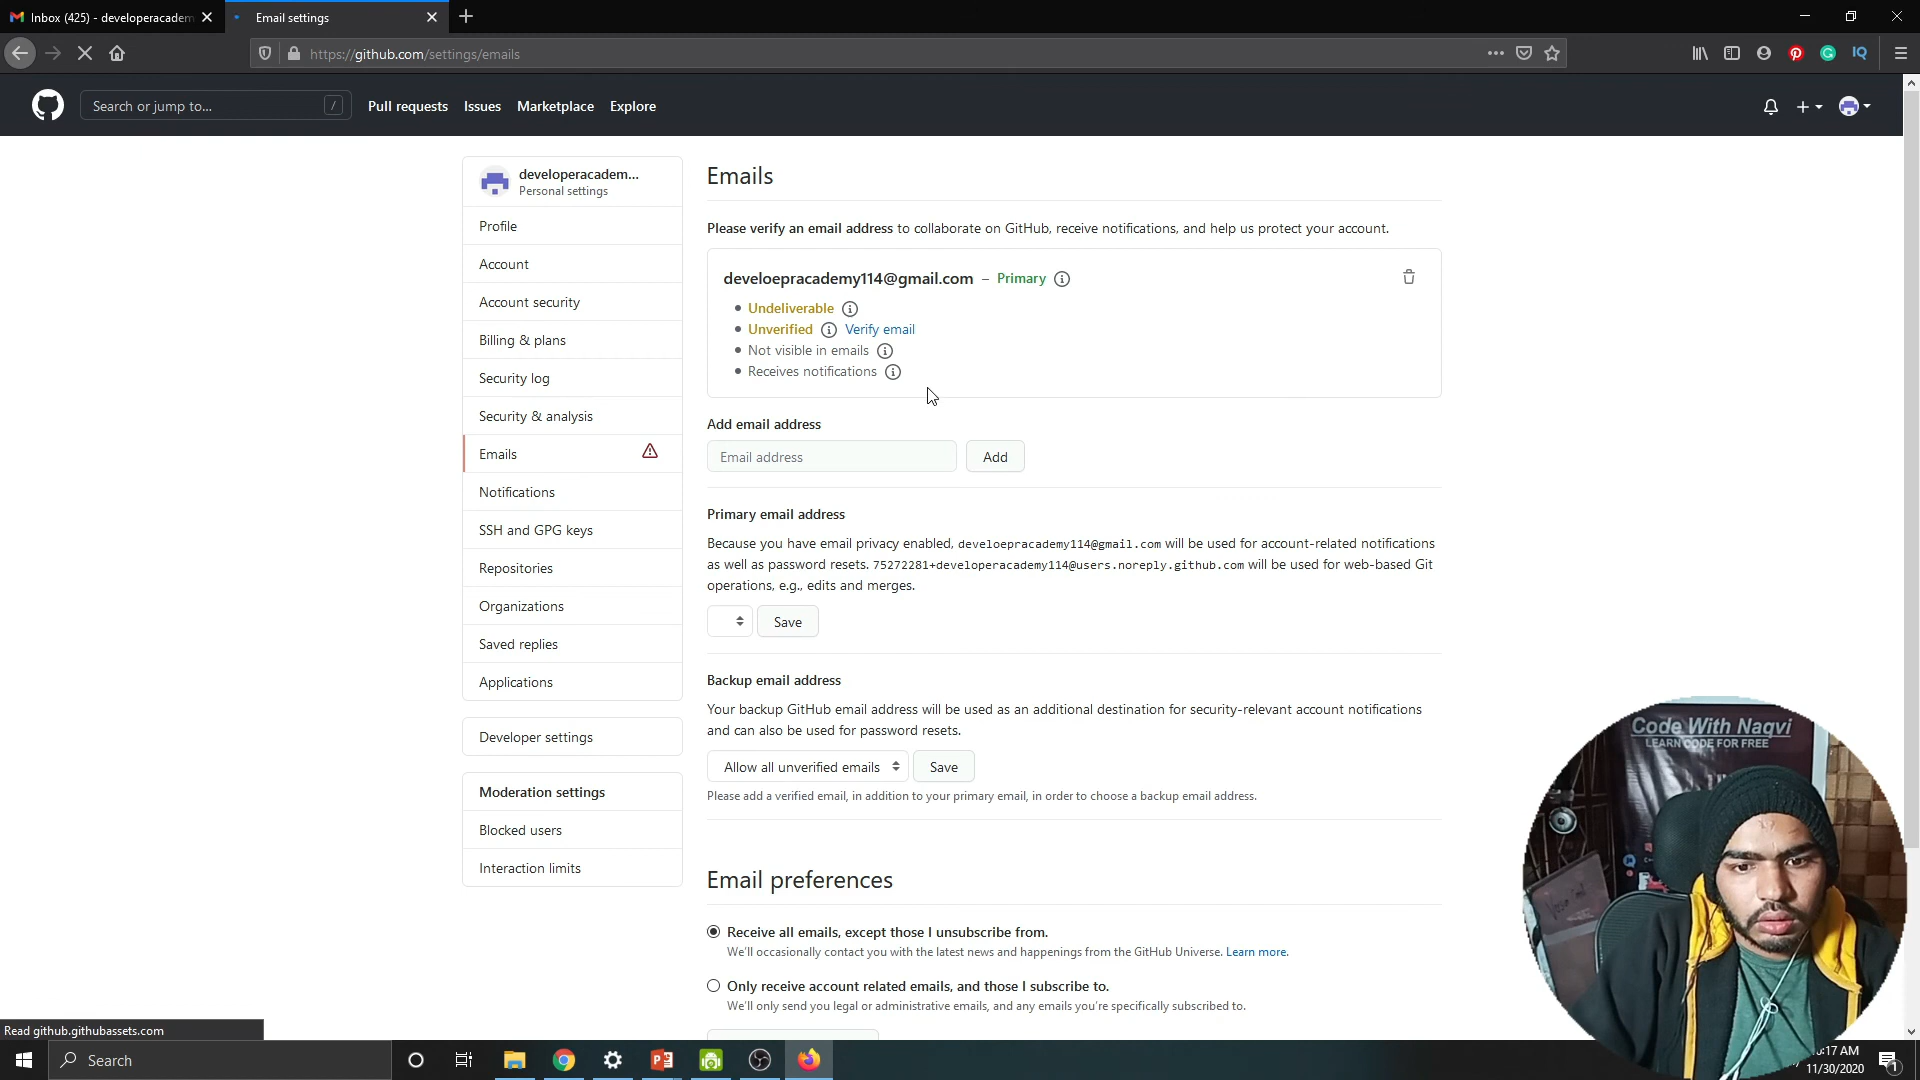 Inbox (425) - developeracadem
Email settings
https://github.com/settings/emails
Search or jump to... /
Pull requests Issues Marketplace Explore
developeracadem...
Personal settings
Profile
Account
Account security
Billing & plans
Security log
Security & analysis
Emails
Notifications
SSH and GPG keys
Repositories
Organizations
Saved replies
Applications
Developer settings
Moderation settings
Blocked users
Interaction limits
Emails
Please verify an email address to collaborate on GitHub, receive notifications, and help us protect your account.
develoepracademy114@gmail.com – Primary
Undeliverable
Unverified Verify email
Not visible in emails
Receives notifications
Add email address
Email address Add
Primary email address
Because you have email privacy enabled, develoepracademy114@gmail.com will be used for account-related notifications
as well as password resets. 75272281+developeracademy114@users.noreply.github.com will be used for web-based Git
operations, e.g., edits and merges.
Save
Backup email address
Your backup GitHub email address will be used as an additional destination for security-relevant account notifications
and can also be used for password resets.
Allow all unverified emails Save
Please add a verified email, in addition to your primary email, in order to choose a backup email address.
Email preferences
Receive all emails, except those I unsubscribe from.
We'll occasionally contact you with the latest news and happenings from the GitHub Universe. Learn more.
Only receive account related emails, and those I subscribe to.
We'll only send you legal or administrative emails, and any emails you're specifically subscribed to.
Code With Naqvi
LEARN CODE FOR FREE
Read github.githubassets.com
Search
:17 AM
11/30/2020
1